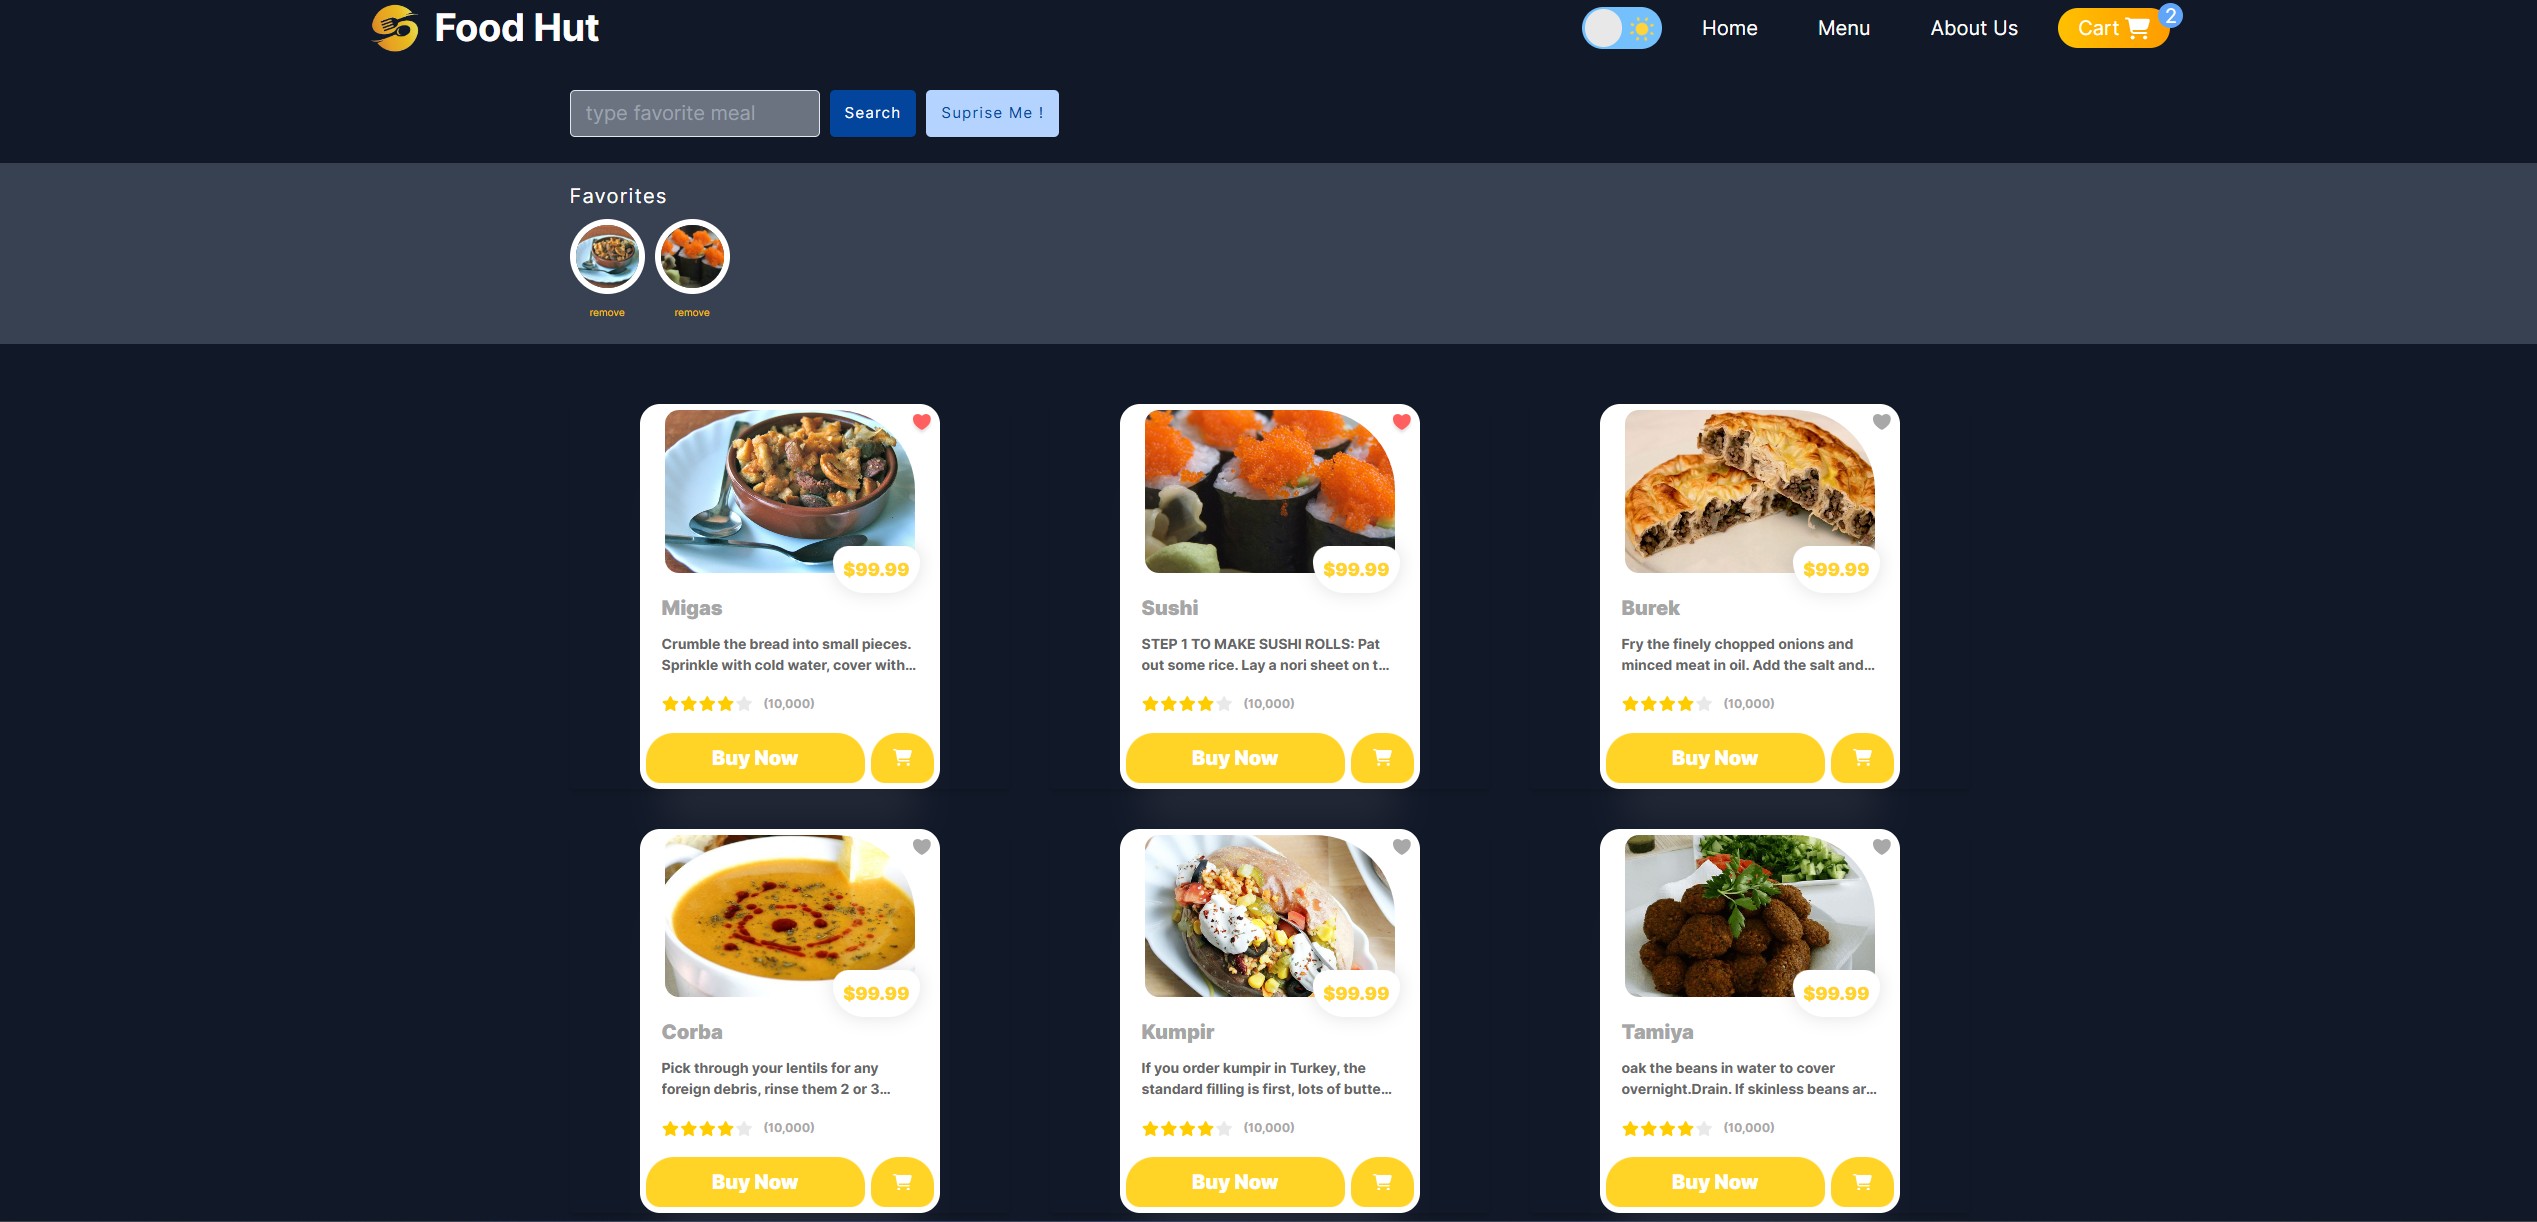 Food Hut
Home
Menu
About Us
Cart
2
type favorite meal
Search
Suprise Me !
Favorites
remove
remove
$99.99
Migas
Crumble the bread into small pieces.
Sprinkle with cold water, cover with...
(10,000)
Buy Now
$99.99
Sushi
STEP 1 TO MAKE SUSHI ROLLS: Pat
out some rice. Lay a nori sheet on t...
(10,000)
Buy Now
$99.99
Burek
Fry the finely chopped onions and
minced meat in oil. Add the salt and...
(10,000)
Buy Now
$99.99
Corba
Pick through your lentils for any
foreign debris, rinse them 2 or 3...
(10,000)
Buy Now
$99.99
Kumpir
If you order kumpir in Turkey, the
standard filling is first, lots of butte...
(10,000)
Buy Now
$99.99
Tamiya
oak the beans in water to cover
overnight.Drain. If skinless beans ar...
(10,000)
Buy Now